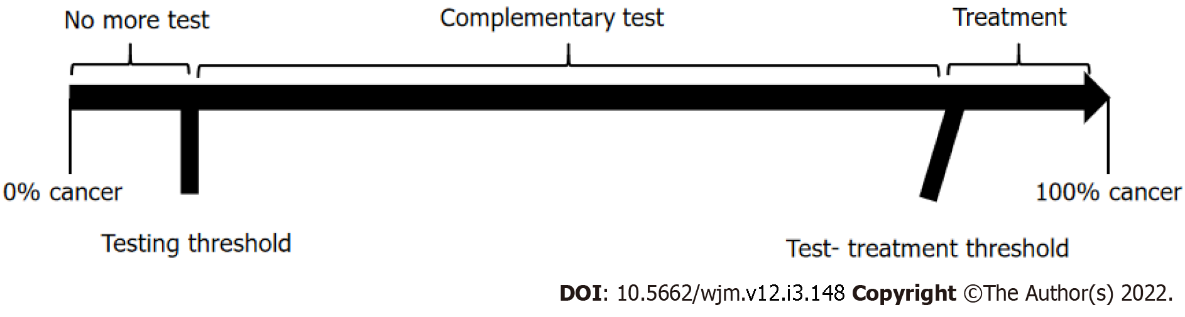 No more test
Complementary test
Treatment
0% cancer
100% cancer
Testing threshold
Test- treatment threshold
DOI: 10.5662/wjm.v12.i3.148 Copyright ©The Author(s) 2022.